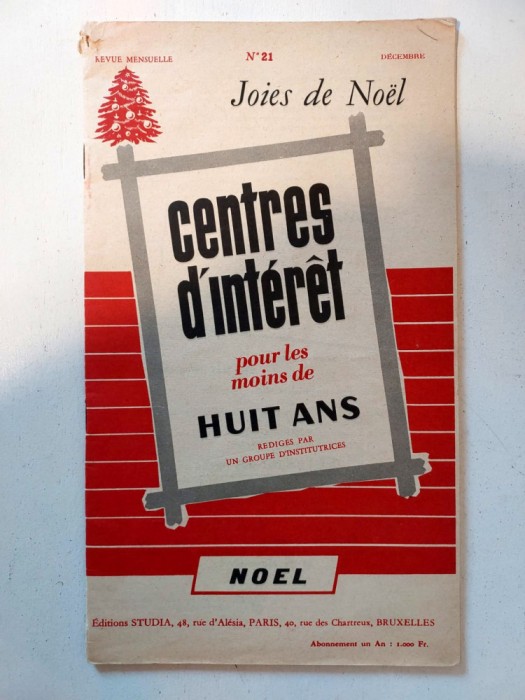 REVUE MENSUELLE
N° 21
DÉCEMBRE
Joies de Noël
centres
d'intérêt
pour les
moins de
HUIT ANS
REDIGES PAR
UN GROUPE D'INSTITUTRICES
NOEL
Éditions STUDIA, 48, rue d'Alésia, PARIS, 40, rue des Chartreux, BRUXELLES
Abonnement un An : 1.000 Fr.